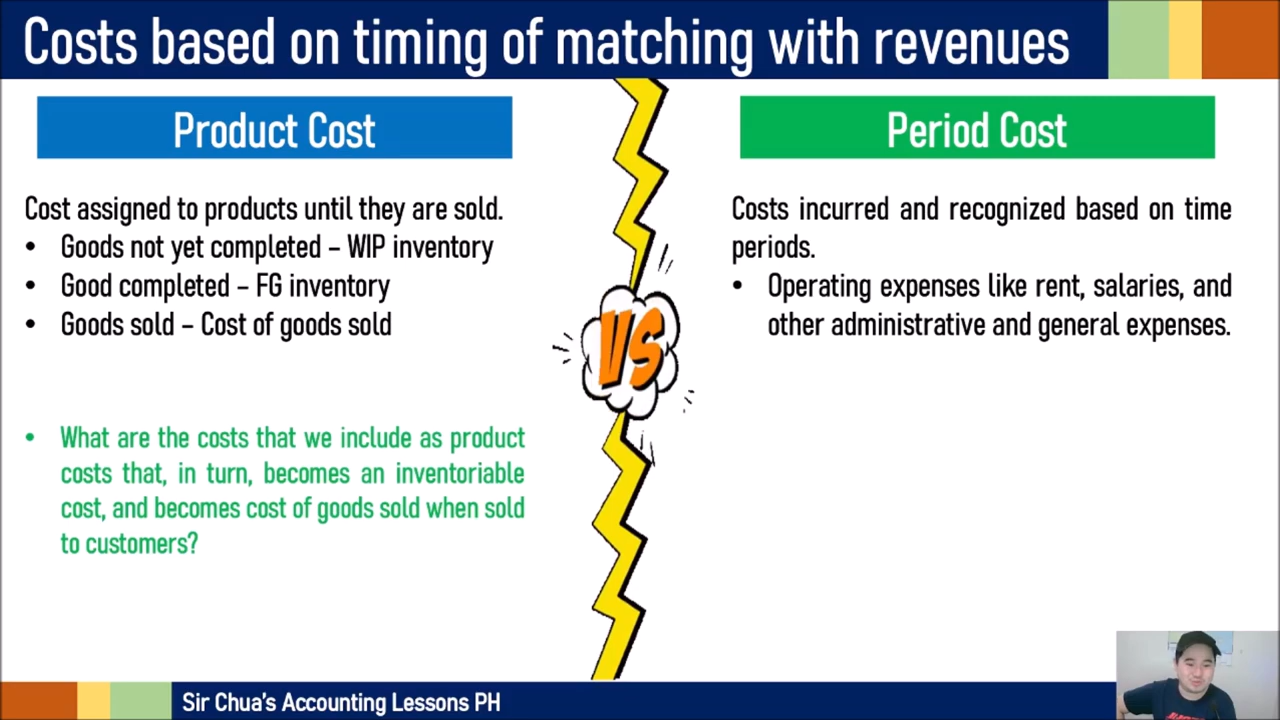 Costs based on timing of matching with revenues
Product Cost
Cost assigned to products until they are sold.
• Goods not yet completed – WIP inventory
• Good completed – FG inventory
• Goods sold – Cost of goods sold
• What are the costs that we include as product
costs that, in turn, becomes an inventoriable
cost, and becomes cost of goods sold when sold
to customers?
VS
Period Cost
Costs incurred and recognized based on time
periods.
• Operating expenses like rent, salaries, and
other administrative and general expenses.
Sir Chua's Accounting Lessons PH